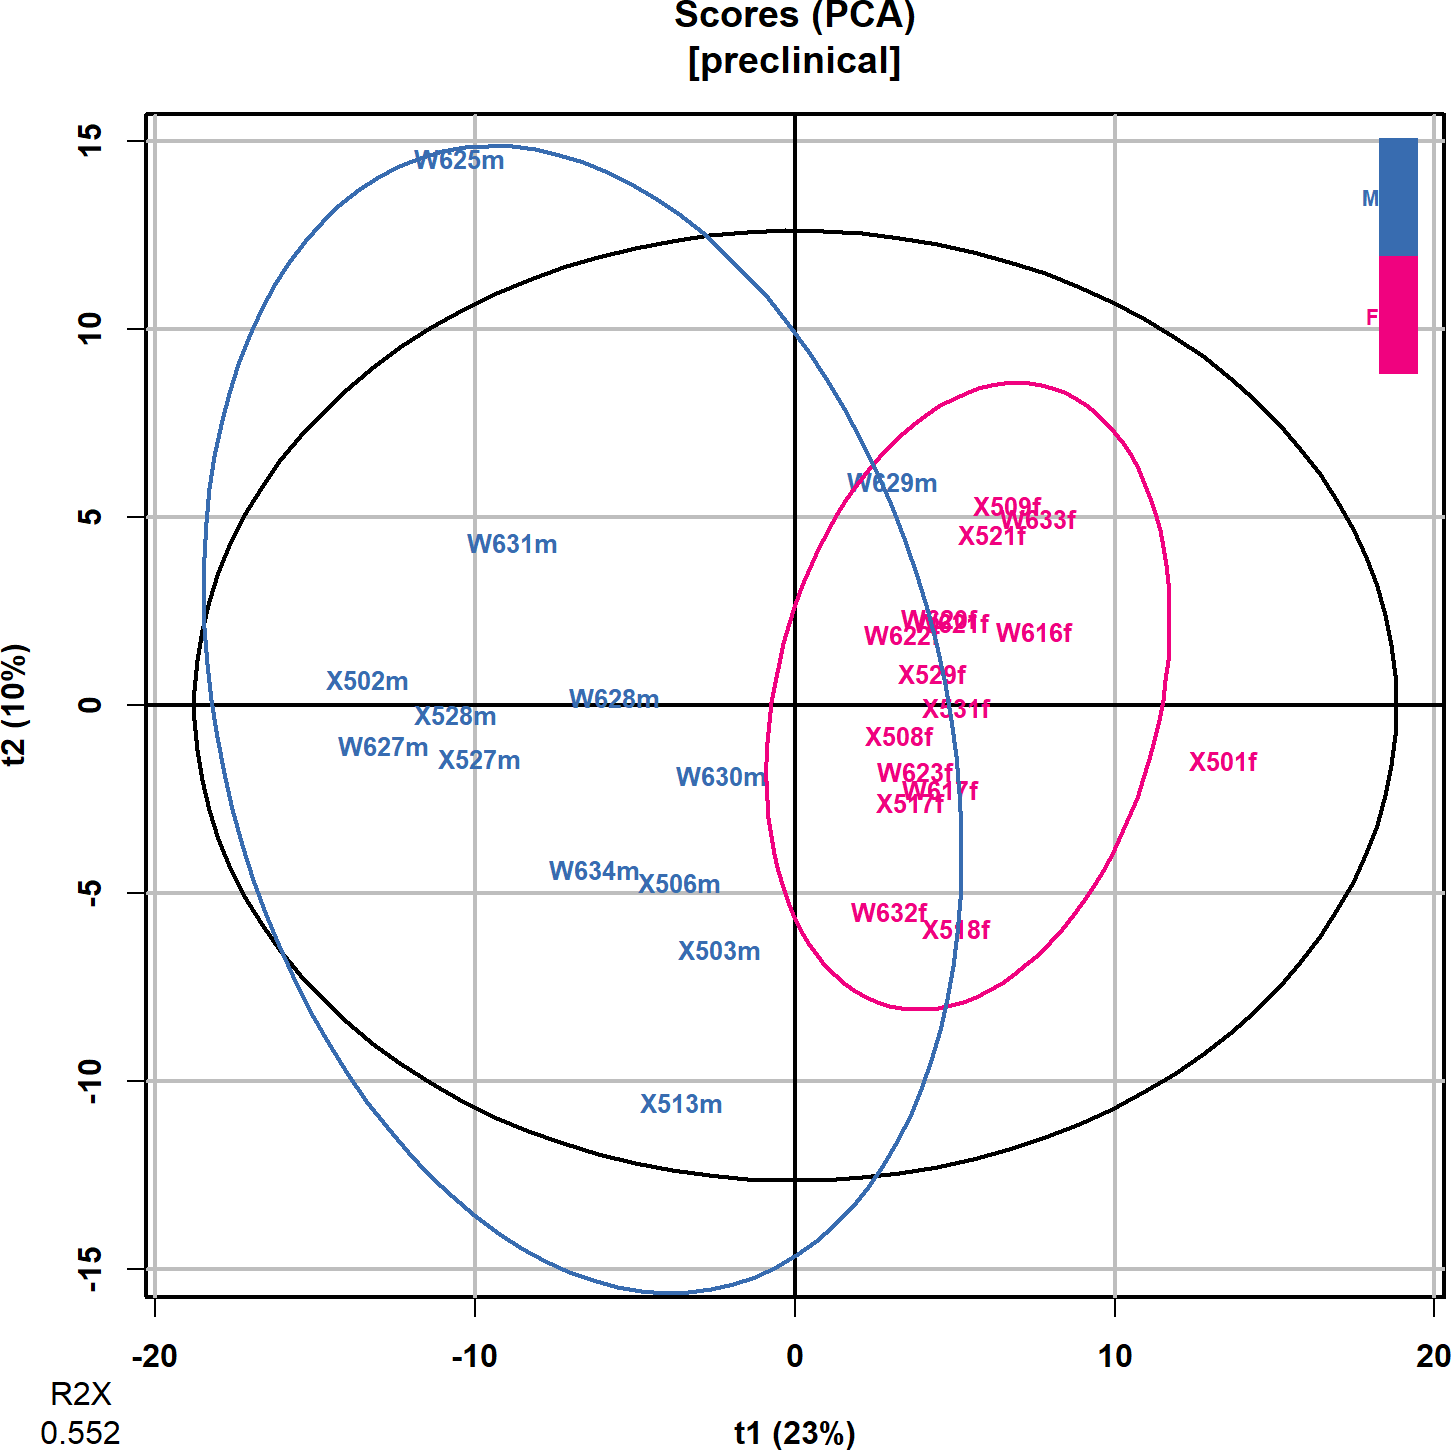 Scores (PCA)
[preclinical]
15
10
5
0
-5
-10
-15
t2 (10%)
M
F
W625m
W629m
X509f
W633f
X521f
W631m
W622f
W616f
X529f
X502m
W628m
X531f
X528m
X508f
W627m
X527m
X501f
W630m
W623f
W617f
X517f
W634m
X506m
W632f
X518f
X503m
X513m
-20
-10
0
10
20
R2X
0.552
t1 (23%)